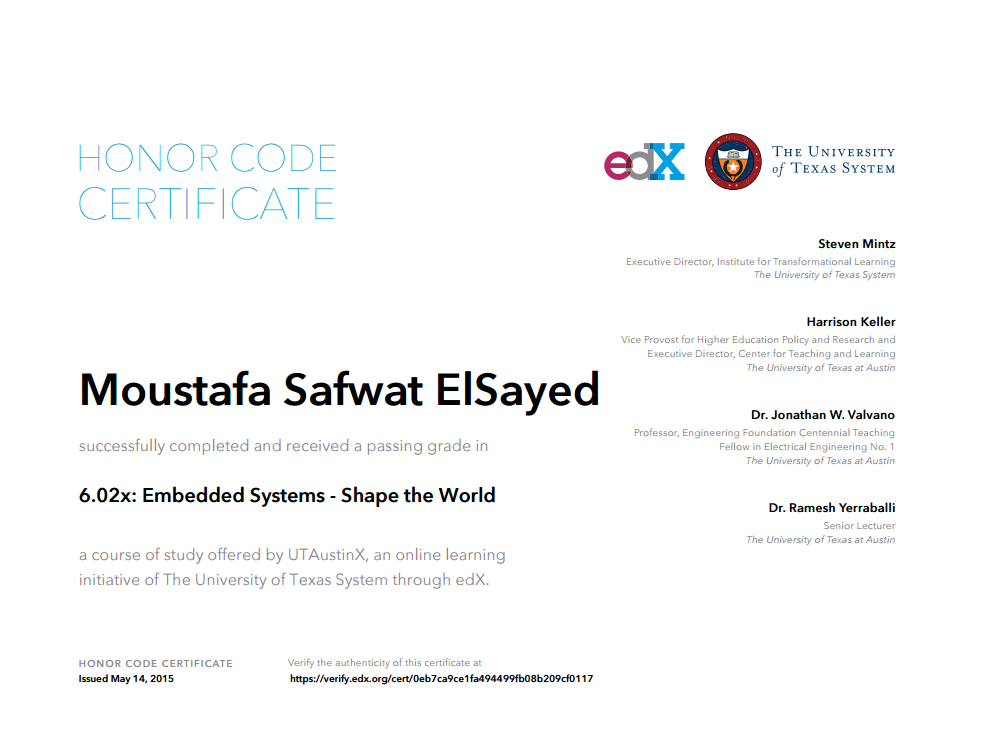 HONOR CODE
CERTIFICATE
edX
THE UNIVERSITY
of TEXAS SYSTEM
Steven Mintz
Executive Director, Institute for Transformational Learning
The University of Texas System
Harrison Keller
Vice Provost for Higher Education Policy and Research and
Executive Director, Center for Teaching and Learning
The University of Texas at Austin
Dr. Jonathan W. Valvano
Professor, Engineering Foundation Centennial Teaching
Fellow in Electrical Engineering No. 1
The University of Texas at Austin
Dr. Ramesh Yerraballi
Senior Lecturer
The University of Texas at Austin
Moustafa Safwat ElSayed
successfully completed and received a passing grade in
6.02x: Embedded Systems - Shape the World
a course of study offered by UTAustinX, an online learning
initiative of The University of Texas System through edX.
HONOR CODE CERTIFICATE
Issued May 14, 2015
Verify the authenticity of this certificate at
https://verify.edx.org/cert/0eb7ca9ce1fa494499fb08b209cf0117